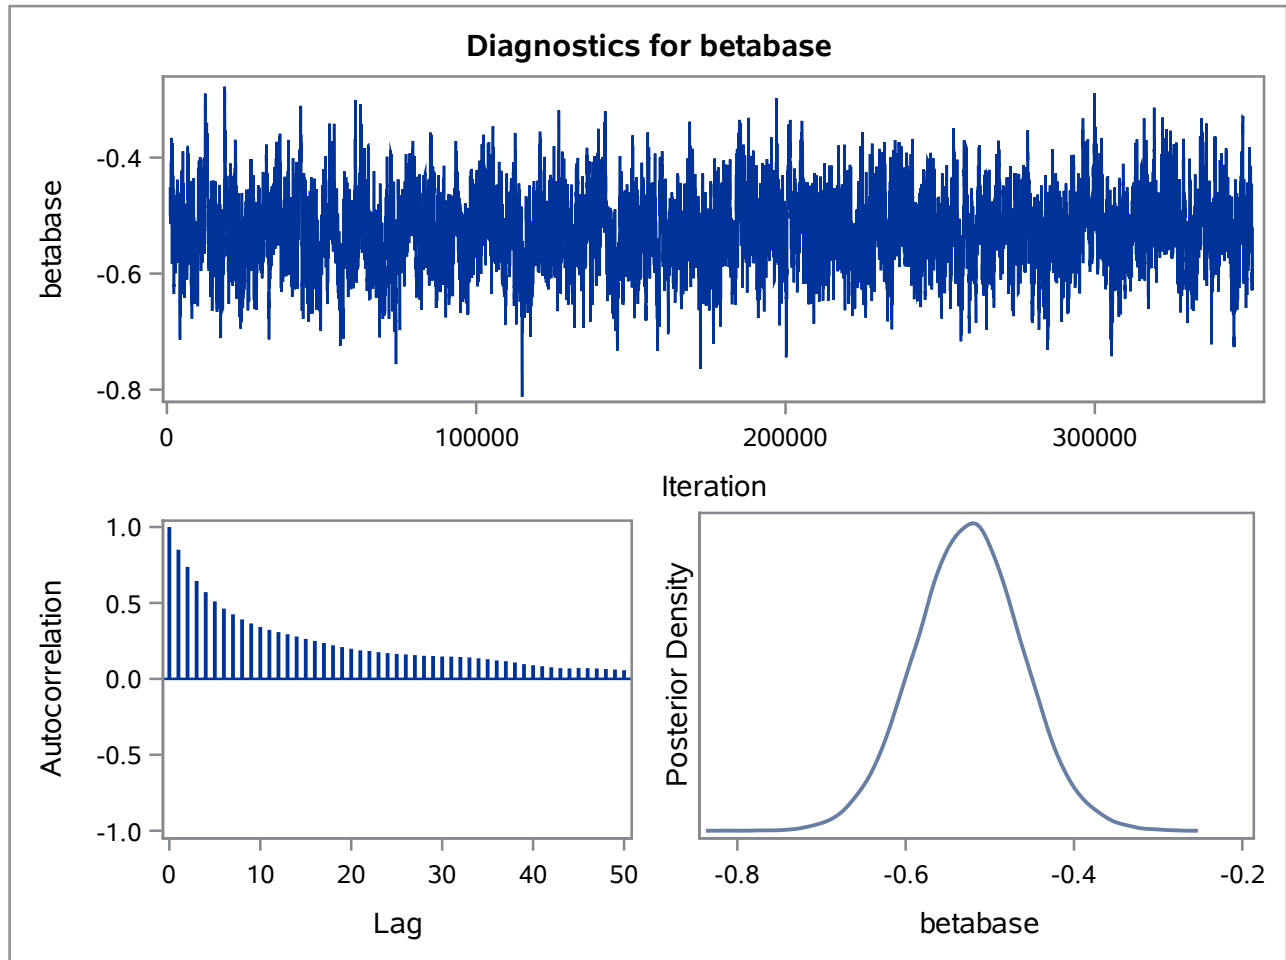 Diagnostics for betabase
betabase
-0.4
-0.6
-0.8
0 100000 200000 300000
Iteration
Autocorrelation
1.0
0.5
0.0
-0.5
-1.0
0 10 20 30 40 50
Lag
Posterior Density
-0.8 -0.6 -0.4 -0.2
betabase